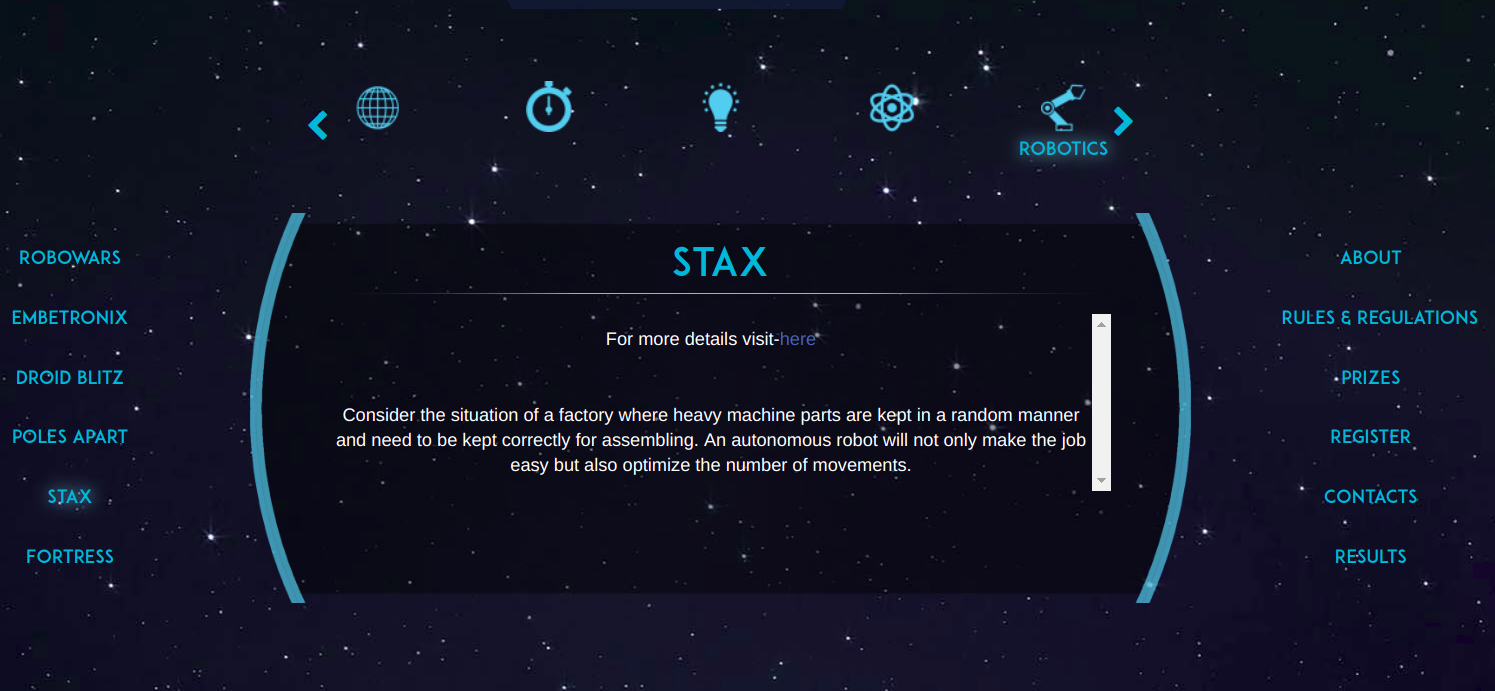 ROBOTICS
ROBOWARS
EMBETRONIX
DROID BLITZ
POLES APART
STAX
FORTRESS
STAX
For more details visit-here
Consider the situation of a factory where heavy machine parts are kept in a random manner
and need to be kept correctly for assembling. An autonomous robot will not only make the job
easy but also optimize the number of movements.
ABOUT
RULES & REGULATIONS
PRIZES
REGISTER
CONTACTS
RESULTS